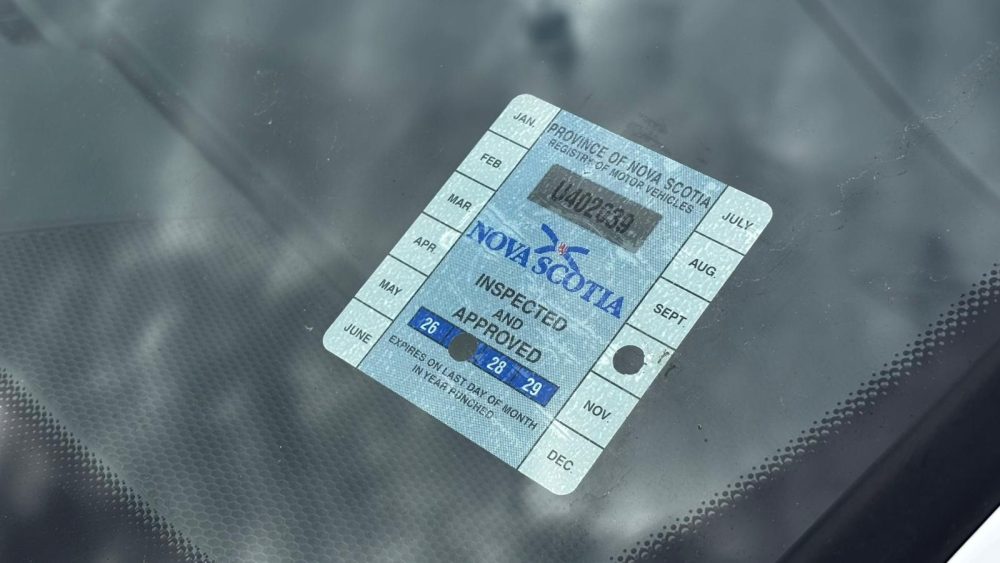 JAN.
FEB
MAR
APR
MAY
JUNE
PROVINCE OF NOVA SCOTIA
REGISTRY OF MOTOR VEHICLES
U402639
NOVA SCOTIA
INSPECTED
AND
APPROVED
26 28 29
EXPIRES ON LAST DAY OF MONTH
IN YEAR PUNCHED
JULY
AUG.
SEPT.
NOV.
DEC.